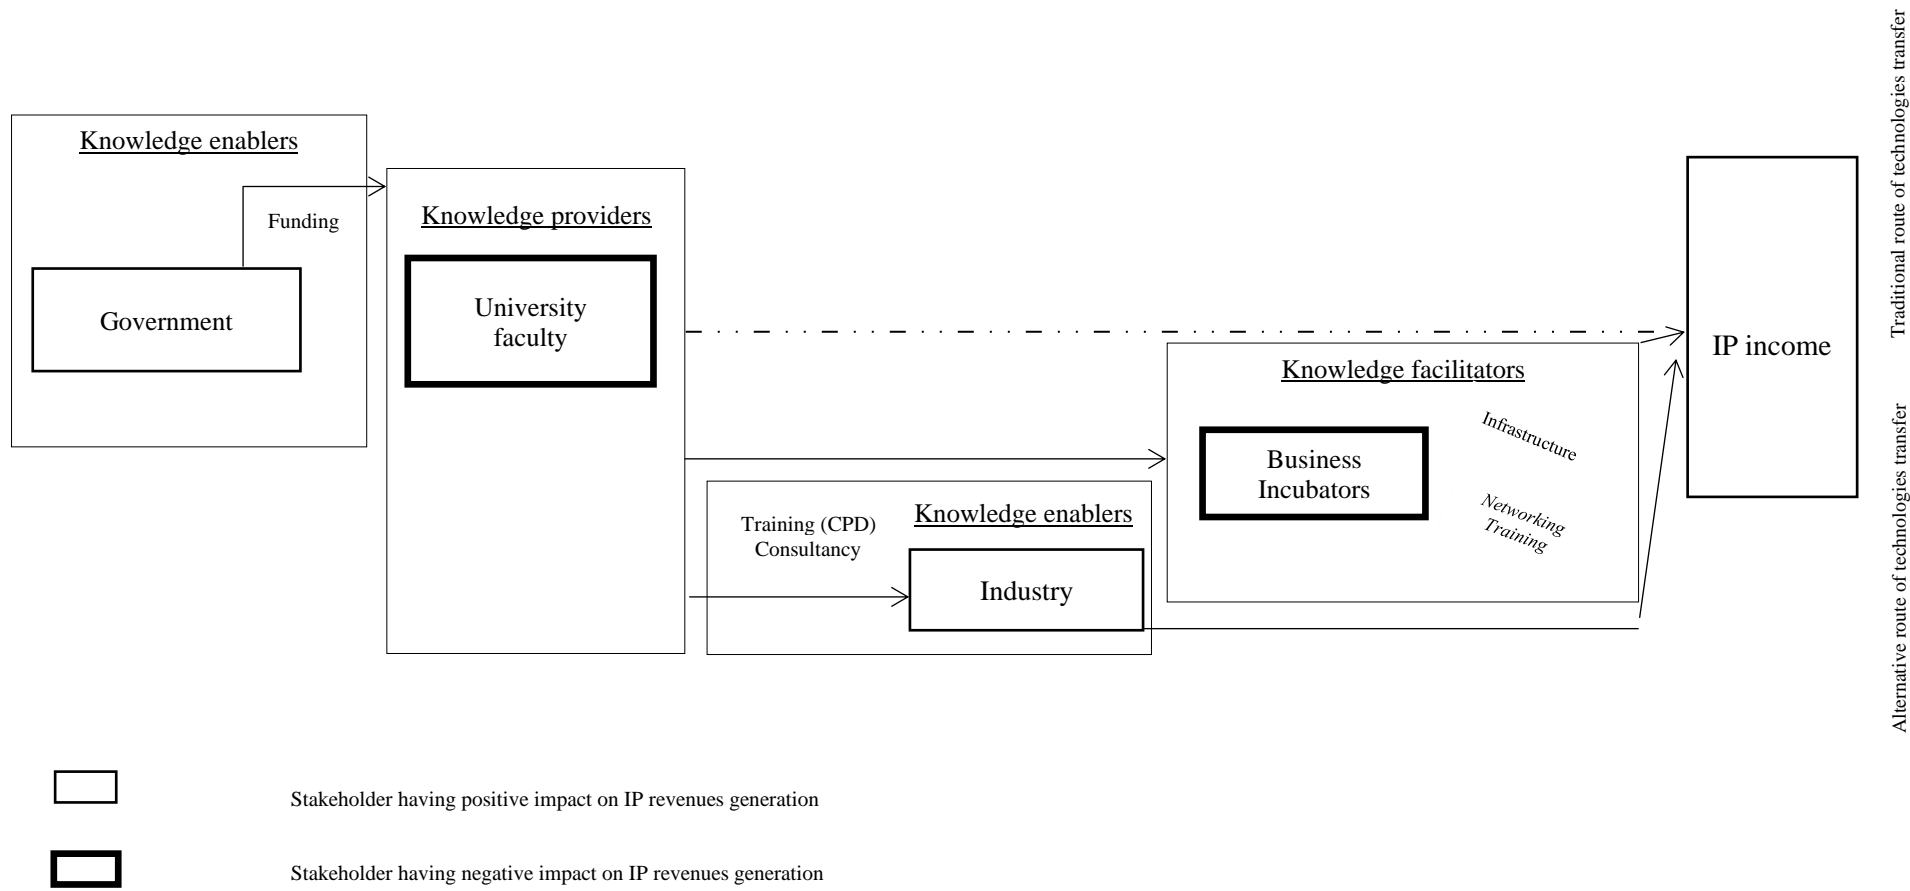 Knowledge enablers
Funding
Government
Knowledge providers
University
faculty
Training (CPD)
Consultancy
Knowledge enablers
Industry
Knowledge facilitators
Business
Incubators
Infrastructure
Networking
Training
IP income
Traditional route of technologies transfer
Alternative route of technologies transfer
Stakeholder having positive impact on IP revenues generation
Stakeholder having negative impact on IP revenues generation